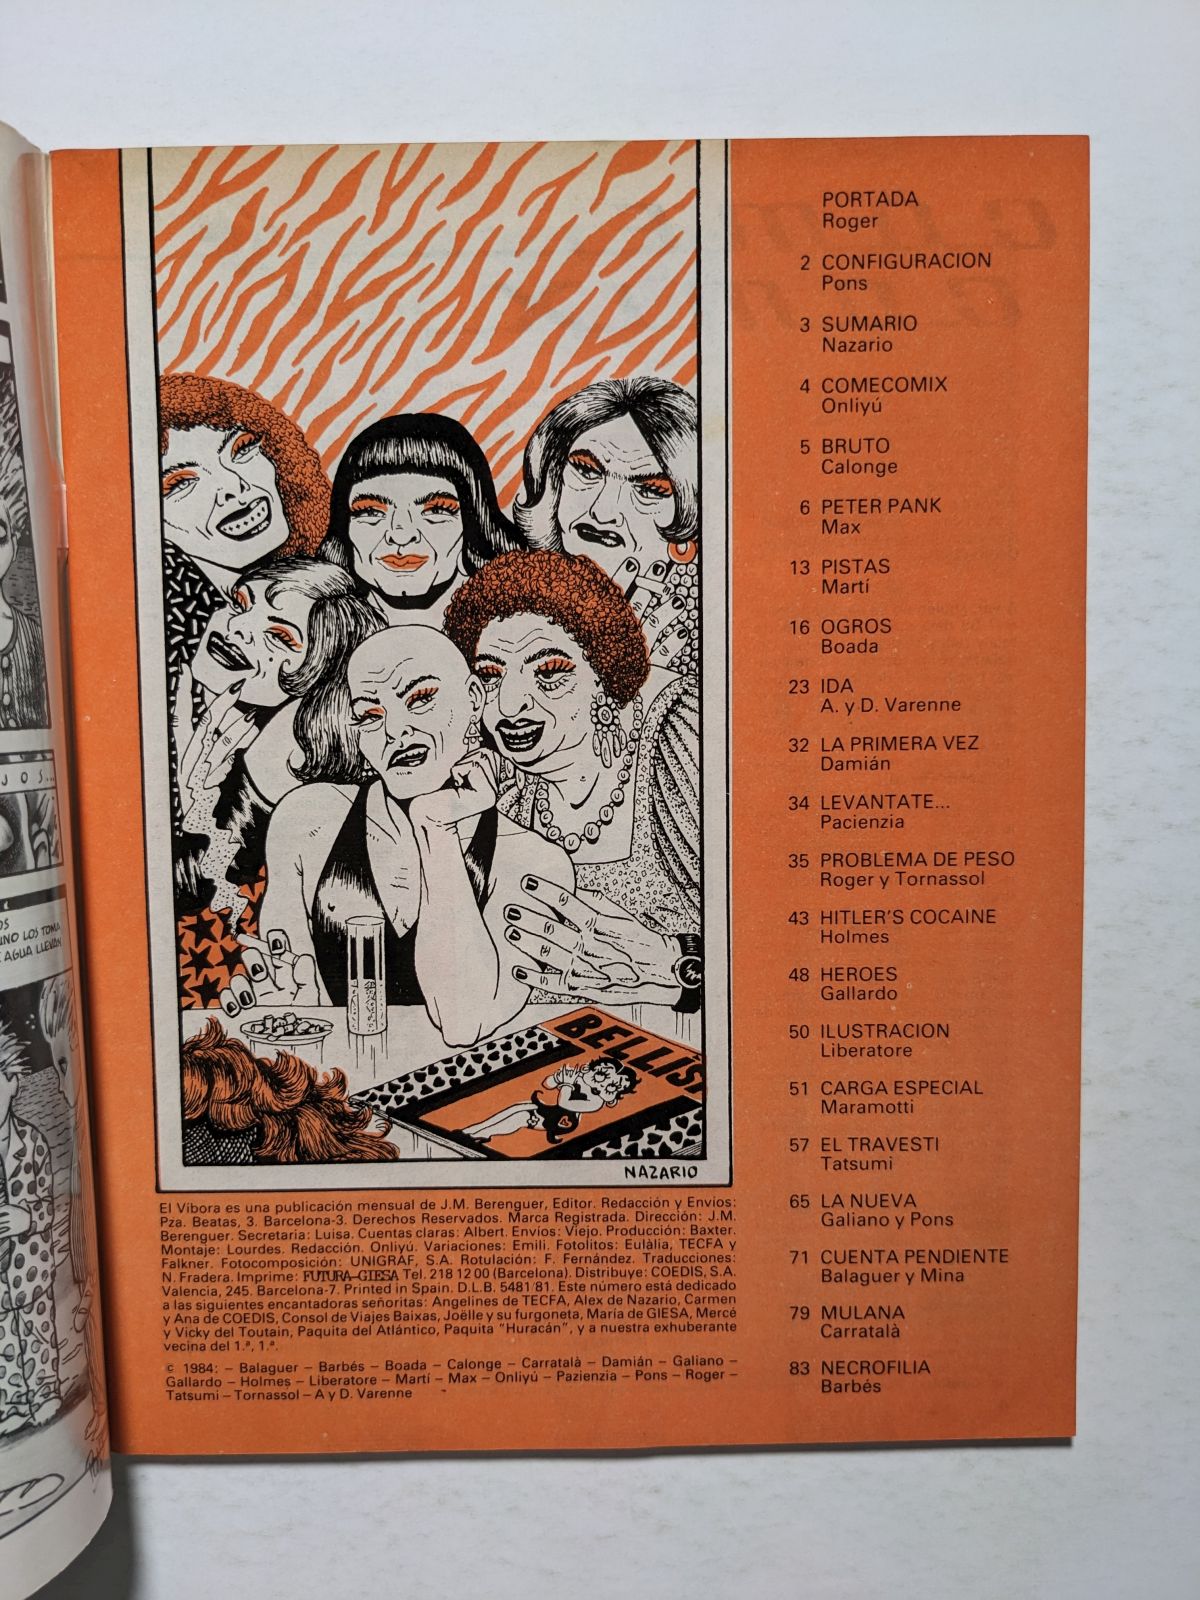 PORTADA
Roger
2 CONFIGURACION
Pons
3 SUMARIO
Nazario
4 COMECOMIX
Onliyú
5 BRUTO
Calonge
6 PETER PANK
Max
13 PISTAS
Martí
16 OGROS
Boada
23 IDA
A. y D. Varenne
32 LA PRIMERA VEZ
Damián
34 LEVANTATE...
Pacienzia
35 PROBLEMA DE PESO
Roger y Tornassol
43 HITLER'S COCAINE
Holmes
48 HEROES
Gallardo
50 ILUSTRACION
Liberatore
51 CARGA ESPECIAL
Maramotti
57 EL TRAVESTI
Tatsumi
65 LA NUEVA
Galiano y Pons
71 CUENTA PENDIENTE
Balaguer y Mina
79 MULANA
Carratalà
83 NECROFILIA
Barbés
BELLÍS
NAZARIO
El Víbora es una publicación mensual de J.M. Berenguer, Editor. Redacción y Envios:
Pza. Beatas, 3. Barcelona-3. Derechos Reservados. Marca Registrada. Dirección: J.M.
Berenguer. Secretaria: Luisa. Cuentas claras: Albert. Envios: Viejo. Producción: Baxter.
Montaje: Lourdes. Redacción. Onliyú. Variaciones: Emili. Fotolitos: Eulàlia, TECFA y
Falkner. Fotocomposición: UNIGRAF, S.A. Rotulación: F. Fernández. Traducciones:
N. Fradera. Imprime: FUTURA-GIESA Tel. 218 12 00 (Barcelona). Distribuye: COEDIS, S.A.
Valencia, 245. Barcelona-7. Printed in Spain. D.L.B. 5481/81. Este número está dedicado
a las siguientes encantadoras señoritas: Angelines de TECFA, Alex de Nazario, Carmen
y Ana de COEDIS, Consol de Viajes Baixas, Joëlle y su furgoneta, María de GIESA, Mercé
y Vicky del Toutain, Paquita del Atlántico, Paquita "Huracán", y a nuestra exhuberante
vecina del 1.ª, 1.ª.
© 1984: – Balaguer – Barbés – Boada – Calonge – Carratalà – Damián – Galiano –
Gallardo – Holmes – Liberatore – Martí – Max – Onliyú – Pazienzia – Pons – Roger –
Tatsumi – Tornassol – A y D. Varenne
JOS...
UNO LOS TOMA
AGUA LLEVAN